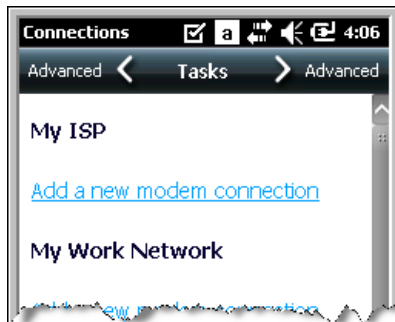 Connections a 4:06
Advanced Tasks Advanced
My ISP
Add a new modem connection
My Work Network